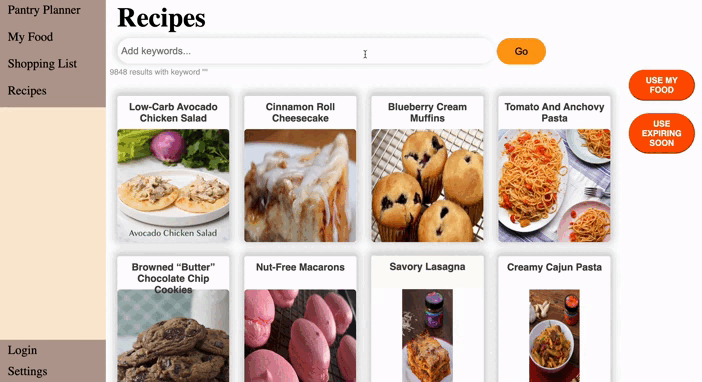 Pantry Planner
My Food
Shopping List
Recipes
Login
Settings
Recipes
Add keywords...
Go
9848 results with keyword ""
USE MY
FOOD
USE
EXPIRING
SOON
Low-Carb Avocado
Chicken Salad
Avocado Chicken Salad
Cinnamon Roll
Cheesecake
Blueberry Cream
Muffins
Tomato And Anchovy
Pasta
Browned “Butter”
Chocolate Chip
Cookies
Nut-Free Macarons
Savory Lasagna
Creamy Cajun Pasta